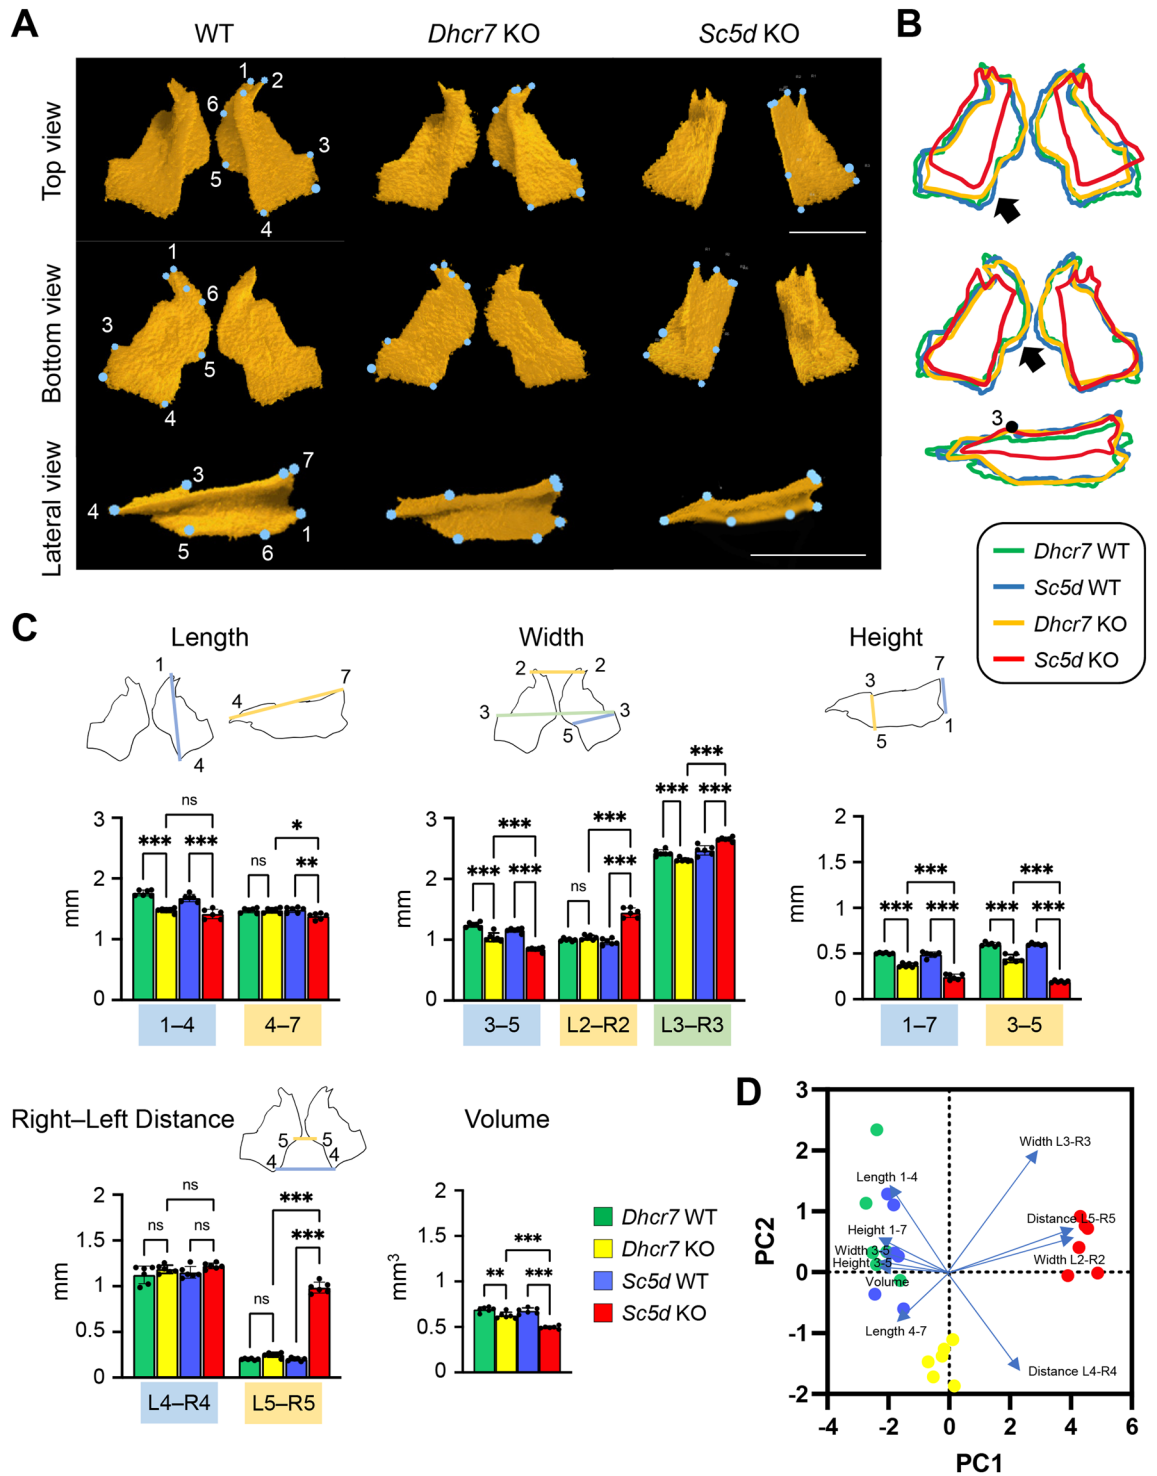 A
WT
Dhcr7 KO
Sc5d KO
B
Top view
1
2
6
3
5
4
Bottom view
1
6
3
5
4
Lateral view
3
7
4
5
6
1
3
Dhcr7 WT
Sc5d WT
Dhcr7 KO
Sc5d KO
C
Length
Width
Height
1
4
4
7
2
2
3
3
5
3
7
5
1
mm
3
2
1
0
***
ns
***
ns
*
**
1–4
4–7
mm
3
2
1
0
***
***
***
ns
***
***
***
***
***
3–5
L2–R2
L3–R3
mm
2
1.5
1
0.5
0
***
***
***
***
***
***
1–7
3–5
Right–Left Distance
5
5
4
4
Volume
mm
2
1.5
1
0.5
0
ns
ns
ns
ns
***
***
L4–R4
L5–R5
mm3
2
1.5
1
0.5
0
**
***
***
Dhcr7 WT
Dhcr7 KO
Sc5d WT
Sc5d KO
D
PC2
3
2
1
0
-1
-2
Width L3-R3
Length 1-4
Distance L5-R5
Height 1-7
Width 3-5
Height 3-5
Width L2-R2
Volume
Length 4-7
Distance L4-R4
-4
-2
0
2
4
6
PC1